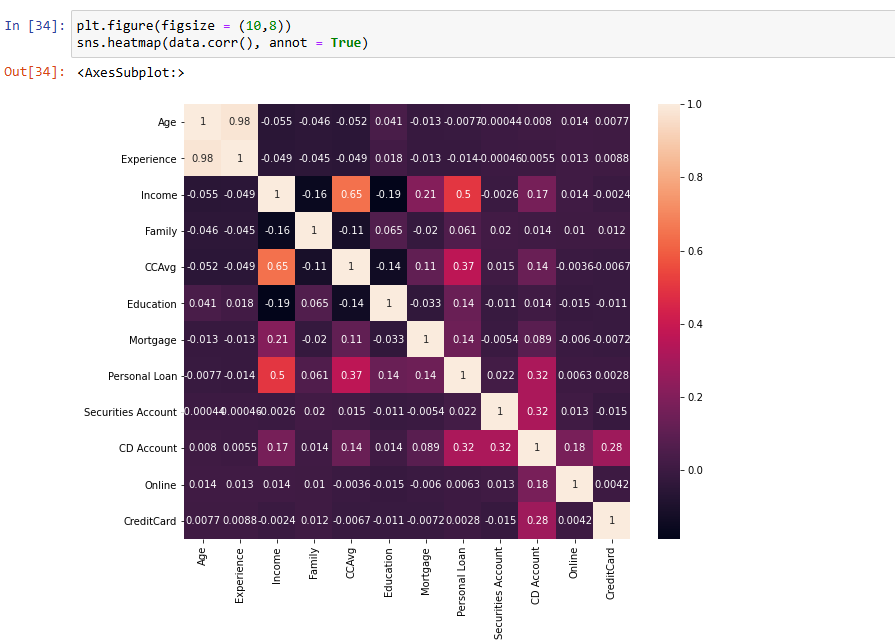 In [34]: plt.figure(figsize = (10,8))
sns.heatmap(data.corr(), annot = True)
Out[34]: <AxesSubplot:>
1.0
Age 1 0.98 -0.055 -0.046 -0.052 0.041 -0.013 -0.0077 0.00044 0.008 0.014 0.0077
Experience 0.98 1 -0.049 -0.045 -0.049 0.018 -0.013 -0.014 -0.00046 0.0055 0.013 0.0088
0.8
Income -0.055 -0.049 1 -0.16 0.65 -0.19 0.21 0.5 -0.0026 0.17 0.014 -0.0024
Family -0.046 -0.045 -0.16 1 -0.11 0.065 -0.02 0.061 0.02 0.014 0.01 0.012
0.6
CCAvg -0.052 -0.049 0.65 -0.11 1 -0.14 0.11 0.37 0.015 0.14 -0.0036 -0.0067
Education 0.041 0.018 -0.19 0.065 -0.14 1 -0.033 0.14 -0.011 0.014 -0.015 -0.011
0.4
Mortgage -0.013 -0.013 0.21 -0.02 0.11 -0.033 1 0.14 -0.0054 0.089 -0.006 -0.0072
Personal Loan -0.0077 -0.014 0.5 0.061 0.37 0.14 0.14 1 0.022 0.32 0.0063 0.0028
0.2
Securities Account 0.00044 0.00046 -0.0026 0.02 0.015 -0.011 -0.0054 0.022 1 0.32 0.013 -0.015
CD Account 0.008 0.0055 0.17 0.014 0.14 0.014 0.089 0.32 0.32 1 0.18 0.28
0.0
Online 0.014 0.013 0.014 0.01 -0.0036 -0.015 -0.006 0.0063 0.013 0.18 1 0.0042
CreditCard 0.0077 0.0088 -0.0024 0.012 -0.0067 -0.011 -0.0072 0.0028 -0.015 0.28 0.0042 1
Age
Experience
Income
Family
CCAvg
Education
Mortgage
Personal Loan
Securities Account
CD Account
Online
CreditCard